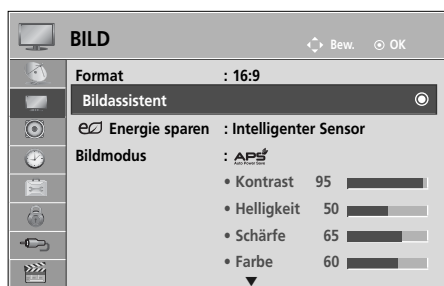 BILD
Bew. OK
Format : 16:9
Bildassistent
Energie sparen : Intelligenter Sensor
Bildmodus : APS
Auto Power Save
• Kontrast 95
• Helligkeit 50
• Schärfe 65
• Farbe 60